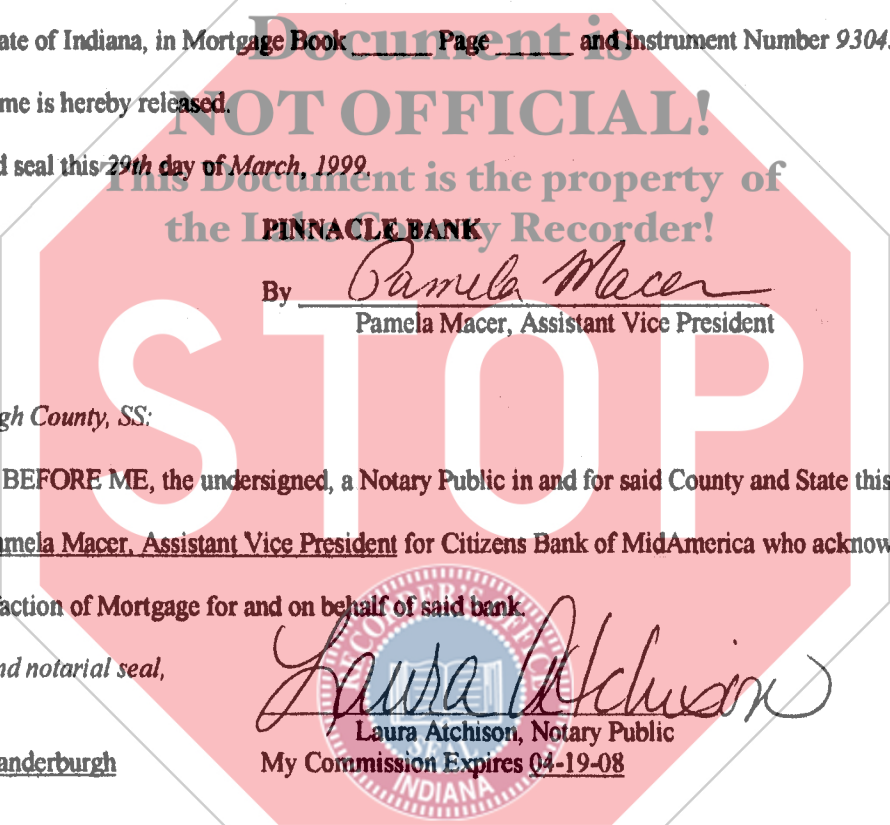 Document is
ate of Indiana, in Mortgage Book ______ Page ______ and Instrument Number 9304
NOT OFFICIAL!
me is hereby released.
d seal this 29th day of March, 1999.
This Document is the property of
the Lake County Recorder!
PINNACLE BANK
By Pamela Macer
Pamela Macer, Assistant Vice President
STOP
gh County, SS:
BEFORE ME, the undersigned, a Notary Public in and for said County and State this
amela Macer, Assistant Vice President for Citizens Bank of MidAmerica who acknow
faction of Mortgage for and on behalf of said bank.
nd notarial seal,
Laura Atchison
RECORDER'S OFFICE
Laura Atchison, Notary Public
SEAL
anderburgh
My Commission Expires 04-19-08
INDIANA